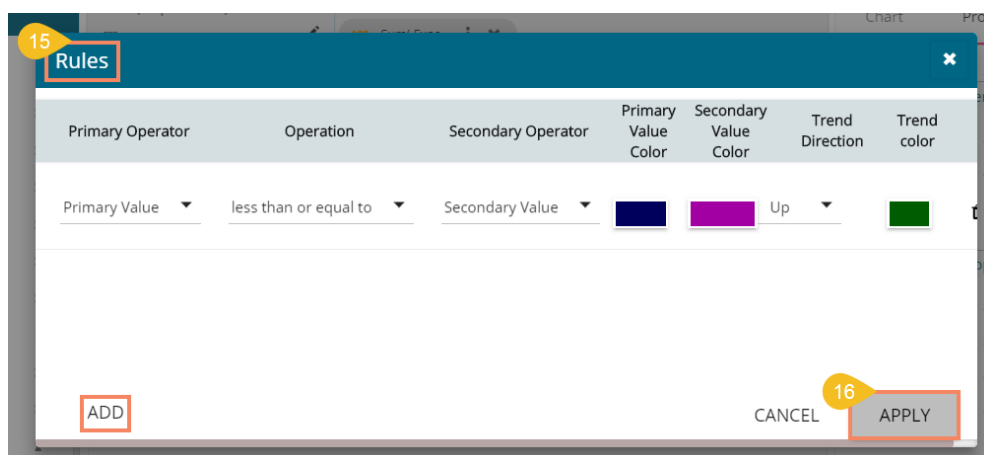 Chart
15
Rules
Primary Operator
Operation
Secondary Operator
Primary Value Color
Secondary Value Color
Trend Direction
Trend color
Primary Value
less than or equal to
Secondary Value
Up
ADD
CANCEL
16
APPLY